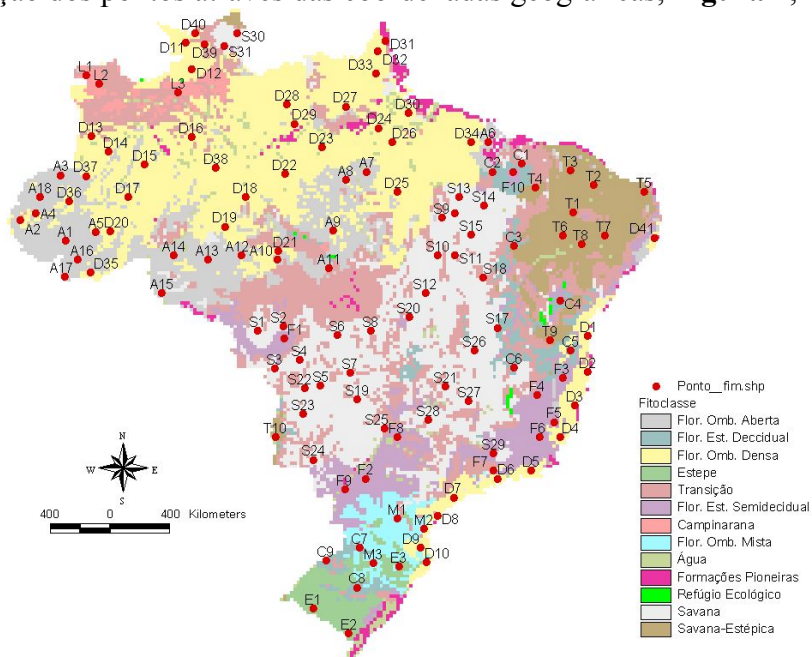 ção dos pontos através das coordenadas geográficas,
D40
S30
D11
D39
S31
D31
D32
D33
D12
L1
L2
L3
D28
D27
D30
D29
D24
D13
D16
D26
D34
A6
D14
D23
C2
C1
T3
D15
D38
A3
D37
D22
A8
A7
F10
T4
T2
T5
A18
D36
D17
D18
D25
S13
S14
A4
S9
T1
A2
A1
A5
D20
D19
A9
S15
T6
T7
D41
T8
C3
A16
A14
A13
A12
A10
D21
S10
S11
A17
D35
A11
S18
A15
S12
C4
S20
S1
S2
F1
S6
S8
S17
T9
D1
C5
S26
S3
S4
S7
C6
F3
D2
S22
S5
S19
S21
S27
F4
D3
S23
S28
F5
T10
S25
F8
F6
D4
S24
S29
F7
D6
D5
F9
F2
D7
M1
M2
D8
C7
D9
C9
M3
E3
D10
C8
E1
E2
N
W
E
S
400
0
400
Kilometers
Ponto__fim.shp
Fitoclasse
Flor. Omb. Aberta
Flor. Est. Deccidual
Flor. Omb. Densa
Estepe
Transição
Flor. Est. Semidecidual
Campinarana
Flor. Omb. Mista
Água
Formações Pioneiras
Refúgio Ecológico
Savana
Savana-Estépica